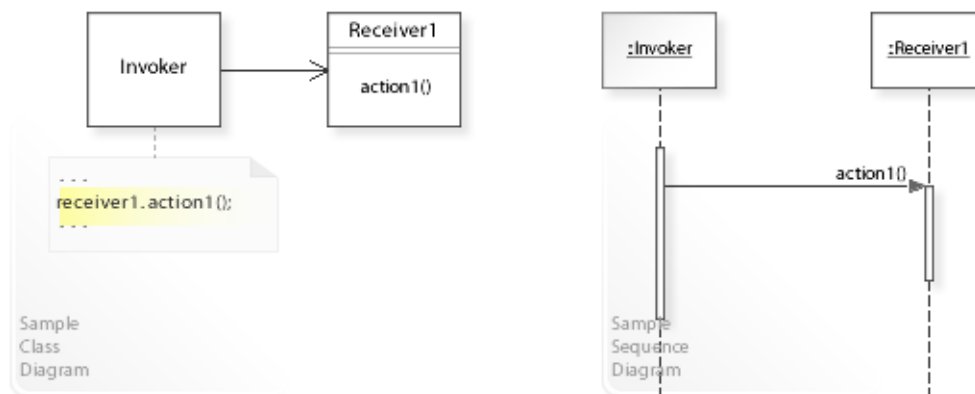 Invoker
Receiver1
action1()
- - -
receiver1.action1();
- - -
Sample
Class
Diagram
:Invoker
:Receiver1
action1()
Sample
Sequence
Diagram